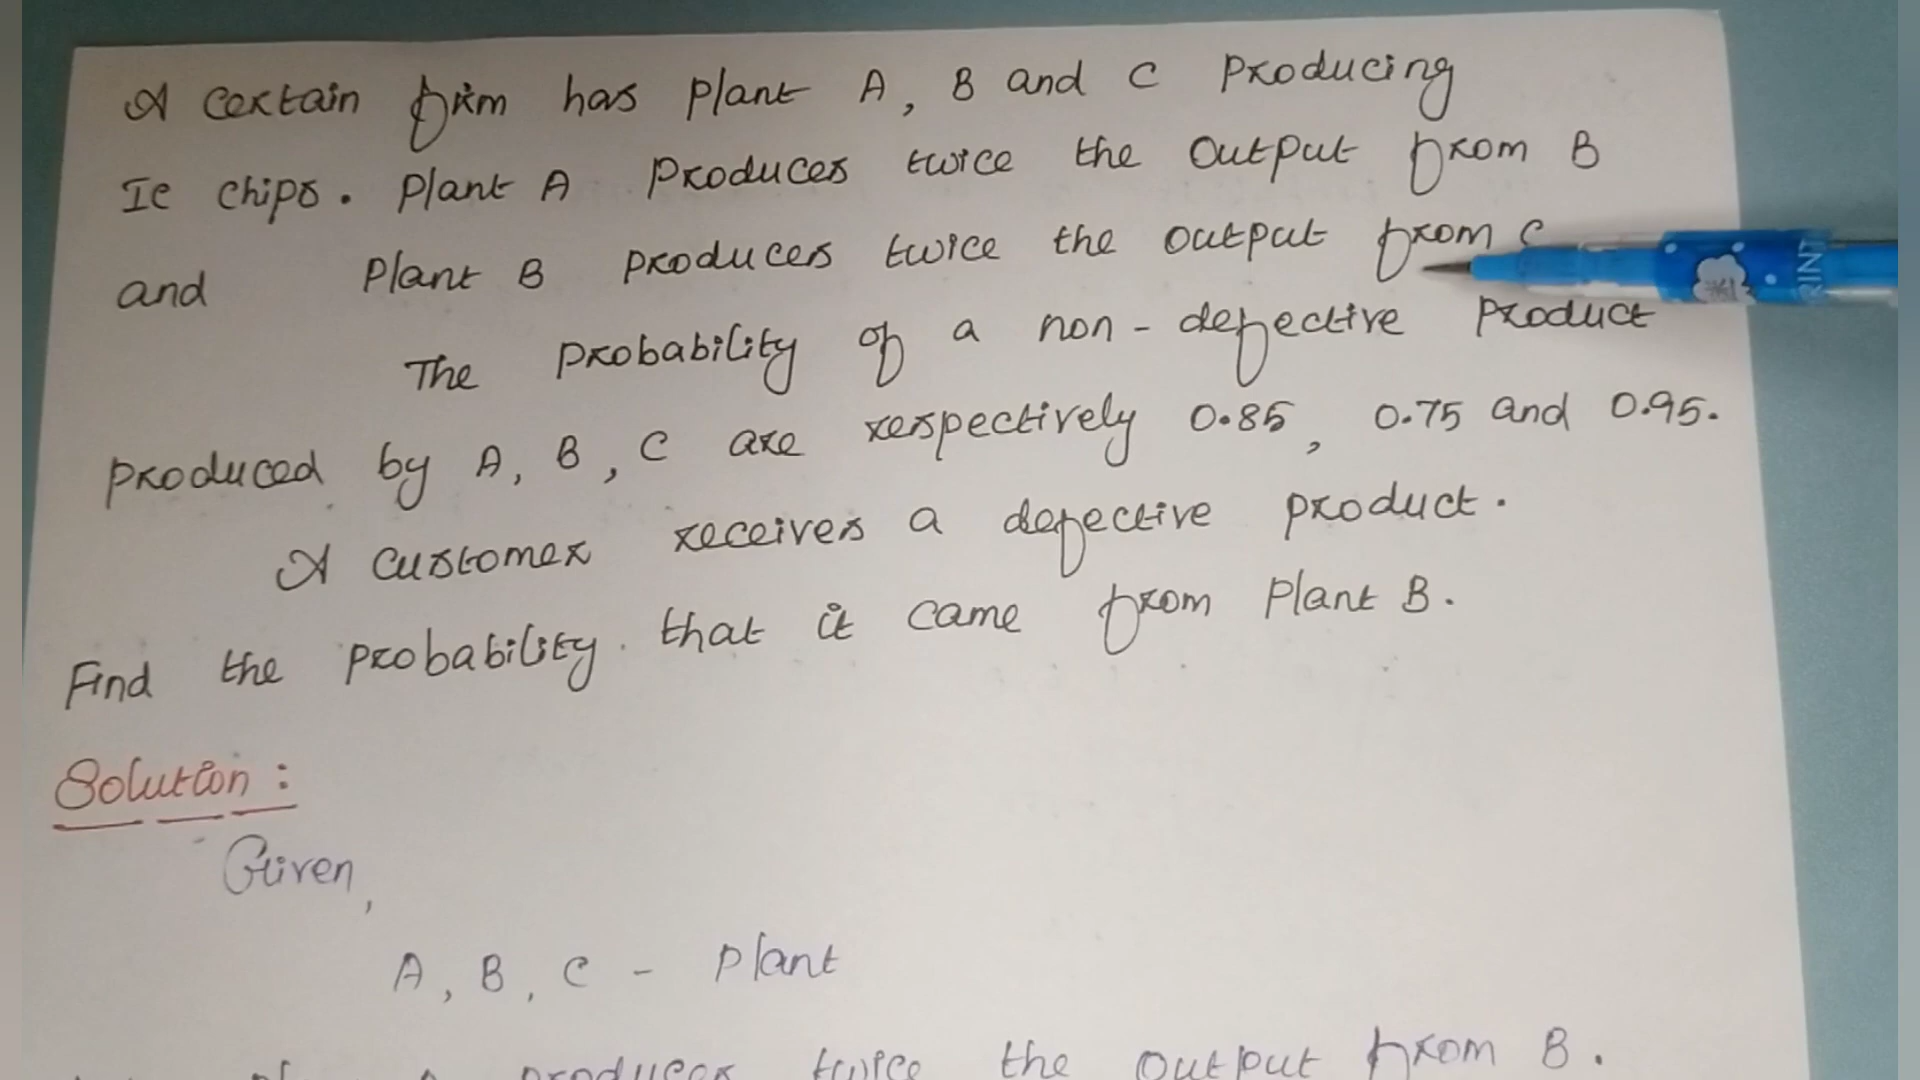 A certain firm has plant A, B and C producing
Ic chips. Plant A produces twice the output from B
and Plant B produces twice the output from C
The probability of a non-defective product
produced by A, B, C are respectively 0.85, 0.75 and 0.95.
A customer receives a defective product.
Find the probability that it came from Plant B.
Solution:
Given,
A, B, C - Plant
A produces twice the output from B.
RINT